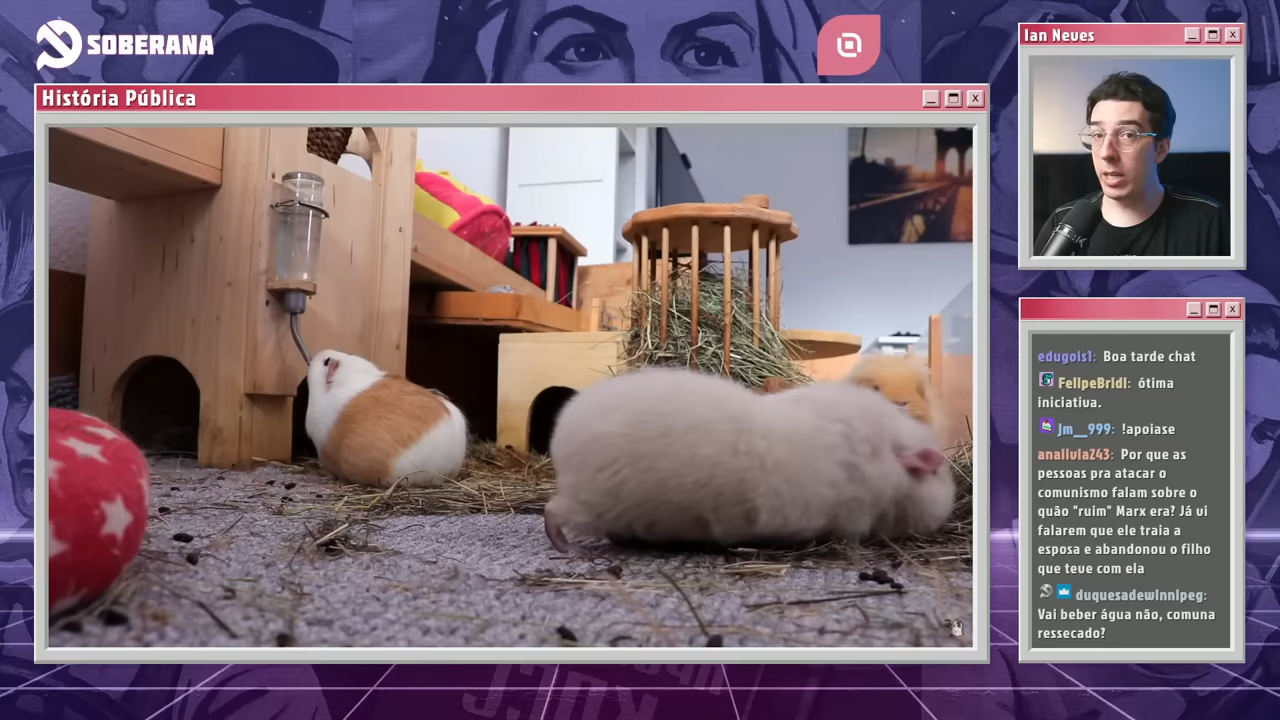 SOBERANA
História Pública
Ian Neves
edugois1: Boa tarde chat
FelipeBridi: ótima
iniciativa.
Jm__999: !apoiase
analivia243: Por que as
pessoas pra atacar o
comunismo falam sobre o
quão "ruim" Marx era? Já vi
falarem que ele traia a
esposa e abandonou o filho
que teve com ela
duquesadewinnipeg:
Vai beber água não, comuna
ressecado?